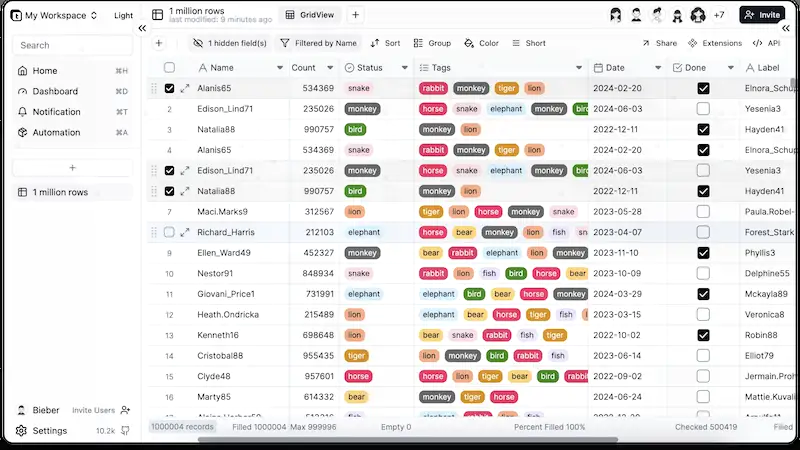 My Workspace Light
Search
Home ⌘H
Dashboard ⌘D
Notification ⌘T
Automation ⌘A
+
1 million rows
Bieber Invite Users
Settings 10.2k
1 million rows
last modified: 9 minutes ago
GridView +
+7 Invite
+ 1 hidden field(s) Filtered by Name Sort Group Color Short Share Extensions API
Name Count Status Tags Date Done Label
Alanis65 534369 snake rabbit monkey tiger lion 2024-02-20 Elnora_Schup
2 Edison_Lind71 235026 monkey horse snake elephant monkey bird 2024-06-03 Yesenia3
3 Natalia88 990757 bird monkey lion 2022-12-11 Hayden41
4 Alanis65 534369 snake rabbit monkey tiger lion 2024-02-20 Elnora_Schup
Edison_Lind71 235026 monkey horse snake elephant monkey bird 2024-06-03 Yesenia3
Natalia88 990757 bird monkey lion 2022-12-11 Hayden41
7 Maci.Marks9 312567 lion tiger lion horse monkey snake 2023-05-28 Paula.Robel-
Richard_Harris 212103 elephant horse bear monkey lion fish sn 2023-04-07 Forest_Stark
9 Ellen_Ward49 452327 monkey bear rabbit elephant lion monkey 2023-11-10 Phyllis3
10 Nestor91 848934 snake rabbit lion fish bird horse bear 2023-10-09 Delphine55
11 Giovani_Price1 731991 elephant elephant bird bear horse monkey 2024-03-29 Mckayla89
12 Heath.Ondricka 215489 lion elephant bear horse tiger fish 2023-03-15 Veronica8
13 Kenneth16 698648 lion bear snake rabbit fish tiger 2022-10-02 Robin88
14 Cristobal88 955435 tiger lion monkey bird rabbit fish 2023-06-14 Elliot79
15 Clyde48 957601 horse horse lion tiger bear bird rabbit 2022-09-02 Jermain.Proh
16 Marty85 614332 bear monkey tiger horse 2024-06-24 Mattie.Kuvali
1000004 records Filled 1000004 Max 999996 Empty 0 Percent Filled 100% Checked 500419 Filled